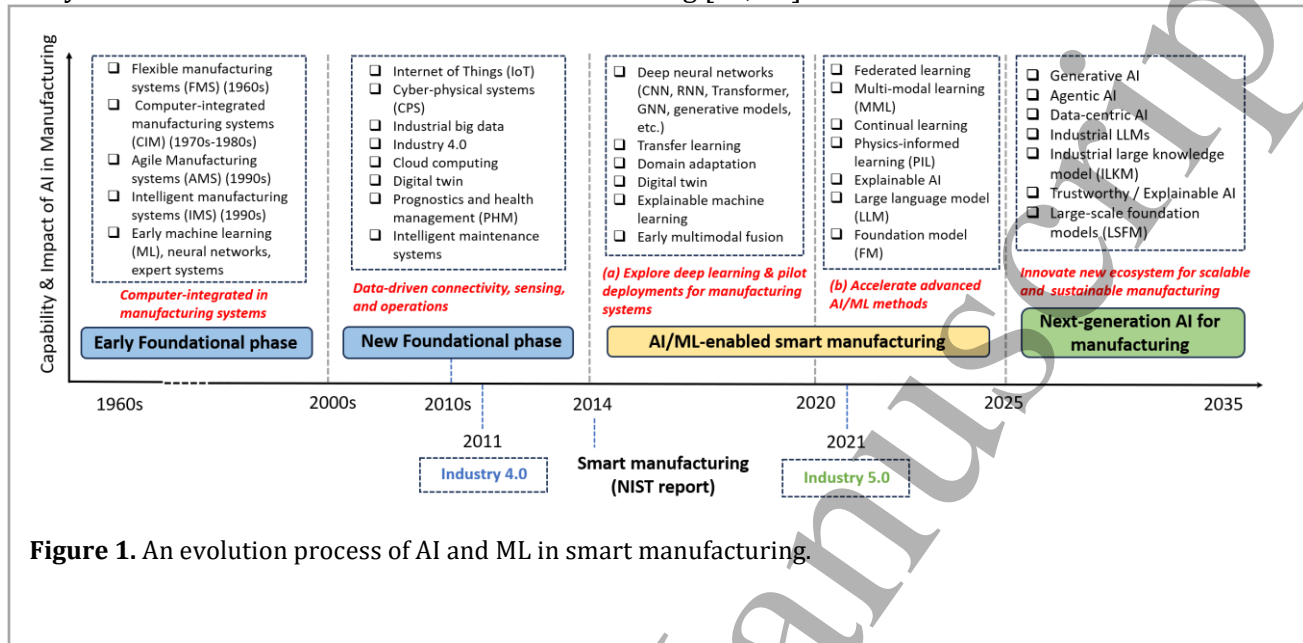 Capability & Impact of AI in Manufacturing
❑ Flexible manufacturing
systems (FMS) (1960s)
❑ Computer-integrated
manufacturing systems
(CIM) (1970s-1980s)
❑ Agile Manufacturing
systems (AMS) (1990s)
❑ Intelligent manufacturing
systems (IMS) (1990s)
❑ Early machine learning
(ML), neural networks,
expert systems
Computer-integrated in
manufacturing systems
Early Foundational phase
❑ Internet of Things (IoT)
❑ Cyber-physical systems
(CPS)
❑ Industrial big data
❑ Industry 4.0
❑ Cloud computing
❑ Digital twin
❑ Prognostics and health
management (PHM)
❑ Intelligent maintenance
systems
Data-driven connectivity, sensing,
and operations
New Foundational phase
❑ Deep neural networks
(CNN, RNN, Transformer,
GNN, generative models,
etc.)
❑ Transfer learning
❑ Domain adaptation
❑ Digital twin
❑ Explainable machine
learning
❑ Early multimodal fusion
(a) Explore deep learning & pilot
deployments for manufacturing
systems
❑ Federated learning
❑ Multi-modal learning
(MML)
❑ Continual learning
❑ Physics-informed
learning (PIL)
❑ Explainable AI
❑ Large language model
(LLM)
❑ Foundation model
(FM)
(b) Accelerate advanced
AI/ML methods
AI/ML-enabled smart manufacturing
❑ Generative AI
❑ Agentic AI
❑ Data-centric AI
❑ Industrial LLMs
❑ Industrial large knowledge
model (ILKM)
❑ Trustworthy / Explainable AI
❑ Large-scale foundation
models (LSFM)
Innovate new ecosystem for scalable
and sustainable manufacturing
Next-generation AI for
manufacturing
1960s 2000s 2010s 2014 2020 2025 2035
2011 2021
Industry 4.0
Smart manufacturing
(NIST report)
Industry 5.0
Figure 1. An evolution process of AI and ML in smart manufacturing.